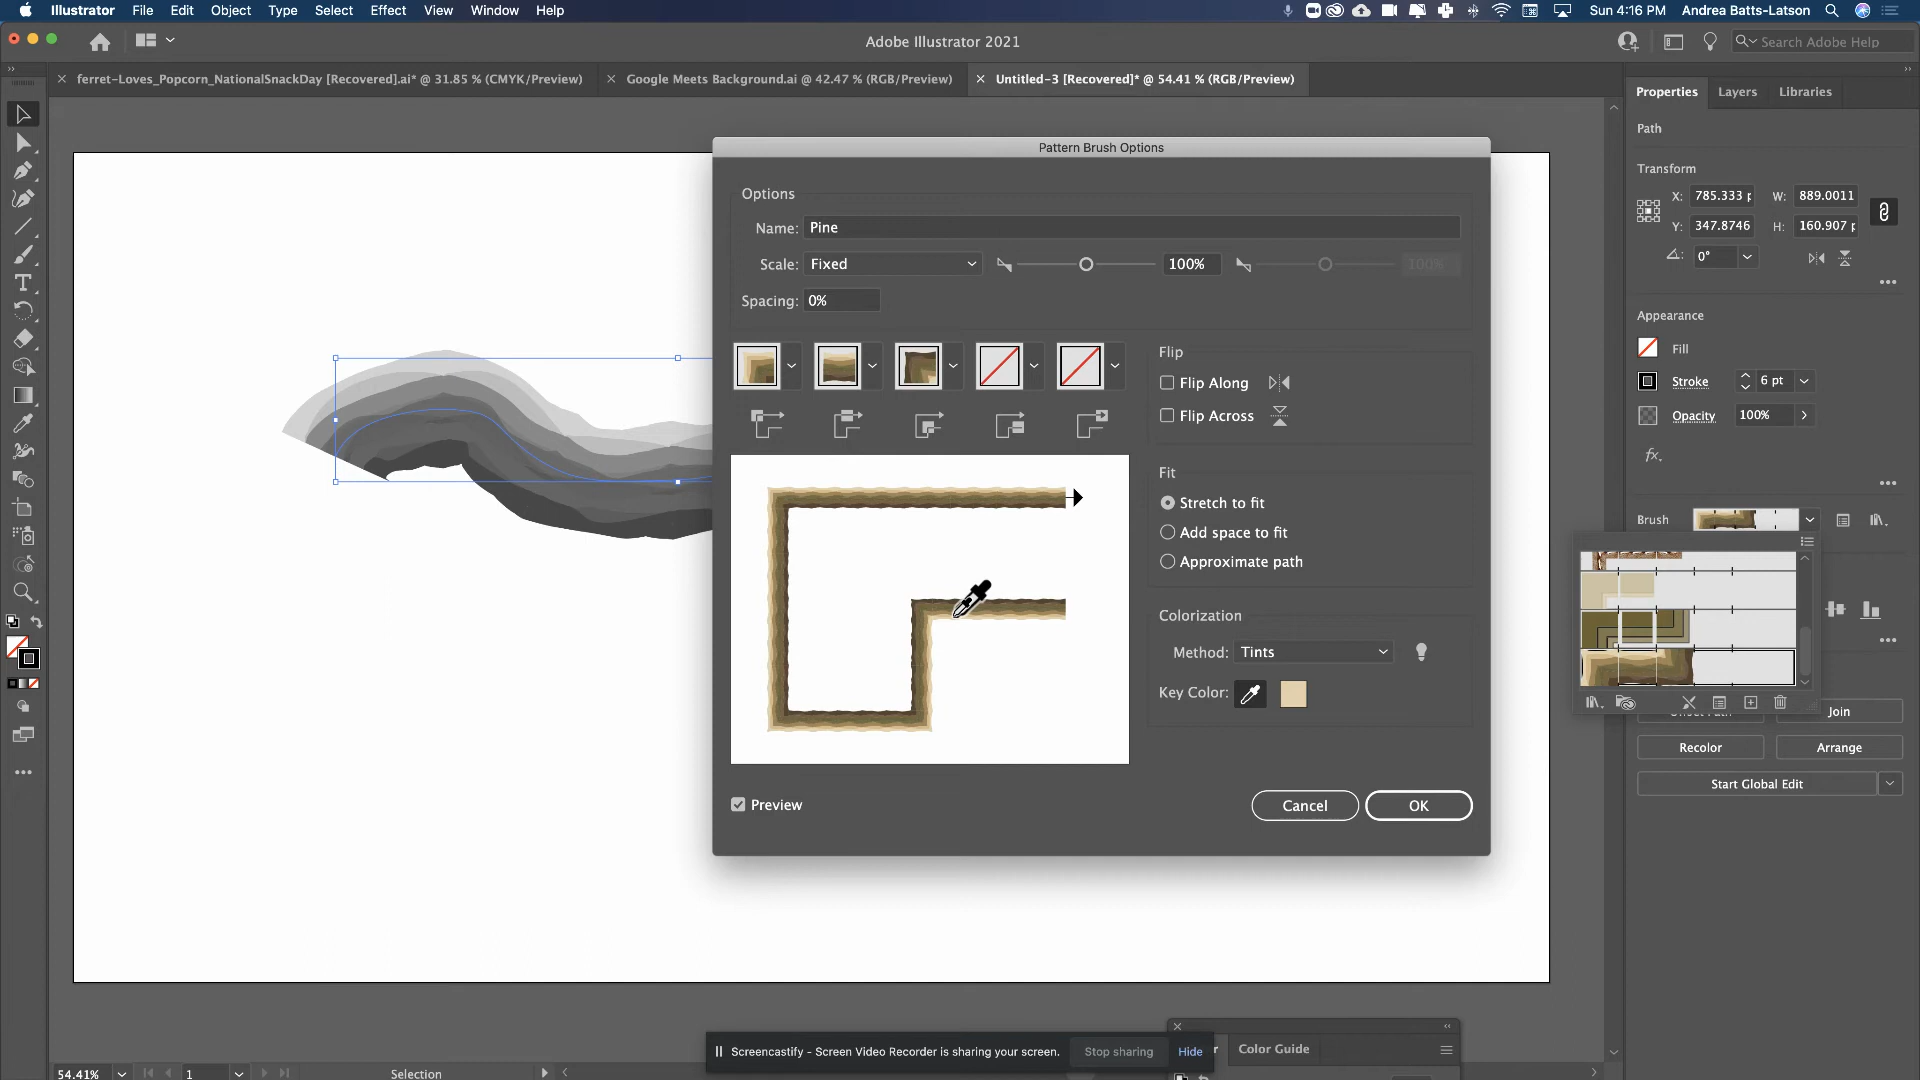 Illustrator File Edit Object Type Select Effect View Window Help Sun 4:16 PM Andrea Batts-Latson
Adobe Illustrator 2021 Search Adobe Help
ferret-Loves_Popcorn_NationalSnackDay [Recovered].ai* @ 31.85 % (CMYK/Preview) Google Meets Background.ai @ 42.47 % (RGB/Preview) Untitled-3 [Recovered]* @ 54.41 % (RGB/Preview)
Properties Layers Libraries
Path
Transform
X: 785.333 p W: 889.0011
Y: 347.8746 H: 160.907 p
0°
Appearance
Fill
Stroke 6 pt
Opacity 100%
fx.
Brush
Join
Recolor Arrange
Start Global Edit
Pattern Brush Options
Options
Name: Pine
Scale: Fixed 100% 100%
Spacing: 0%
Flip
Flip Along
Flip Across
Fit
Stretch to fit
Add space to fit
Approximate path
Colorization
Method: Tints
Key Color:
Preview Cancel OK
Screencastify - Screen Video Recorder is sharing your screen. Stop sharing Hide
Color Guide
54.41% 1 Selection